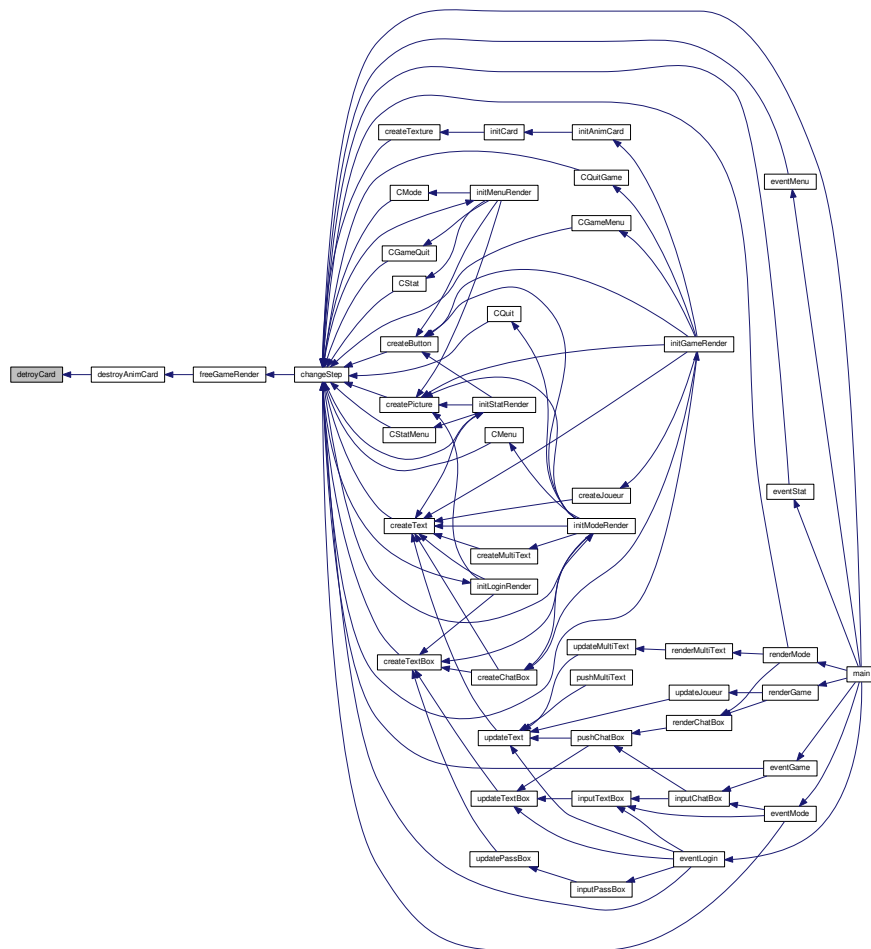 detroyCard
destroyAnimCard
freeGameRender
changeStep
createTexture
initCard
initAnimCard
CQuitGame
CMode
initMenuRender
CGameMenu
CGameQuit
CStat
CQuit
createButton
initGameRender
createPicture
initStatRender
CStatMenu
CMenu
createJoueur
createText
initModeRender
createMultiText
initLoginRender
createTextBox
createChatBox
updateMultiText
renderMultiText
renderMode
pushMultiText
updateJoueur
renderGame
renderChatBox
updateText
pushChatBox
eventGame
updateTextBox
inputTextBox
inputChatBox
eventMode
updatePassBox
inputPassBox
eventLogin
eventMenu
eventStat
main